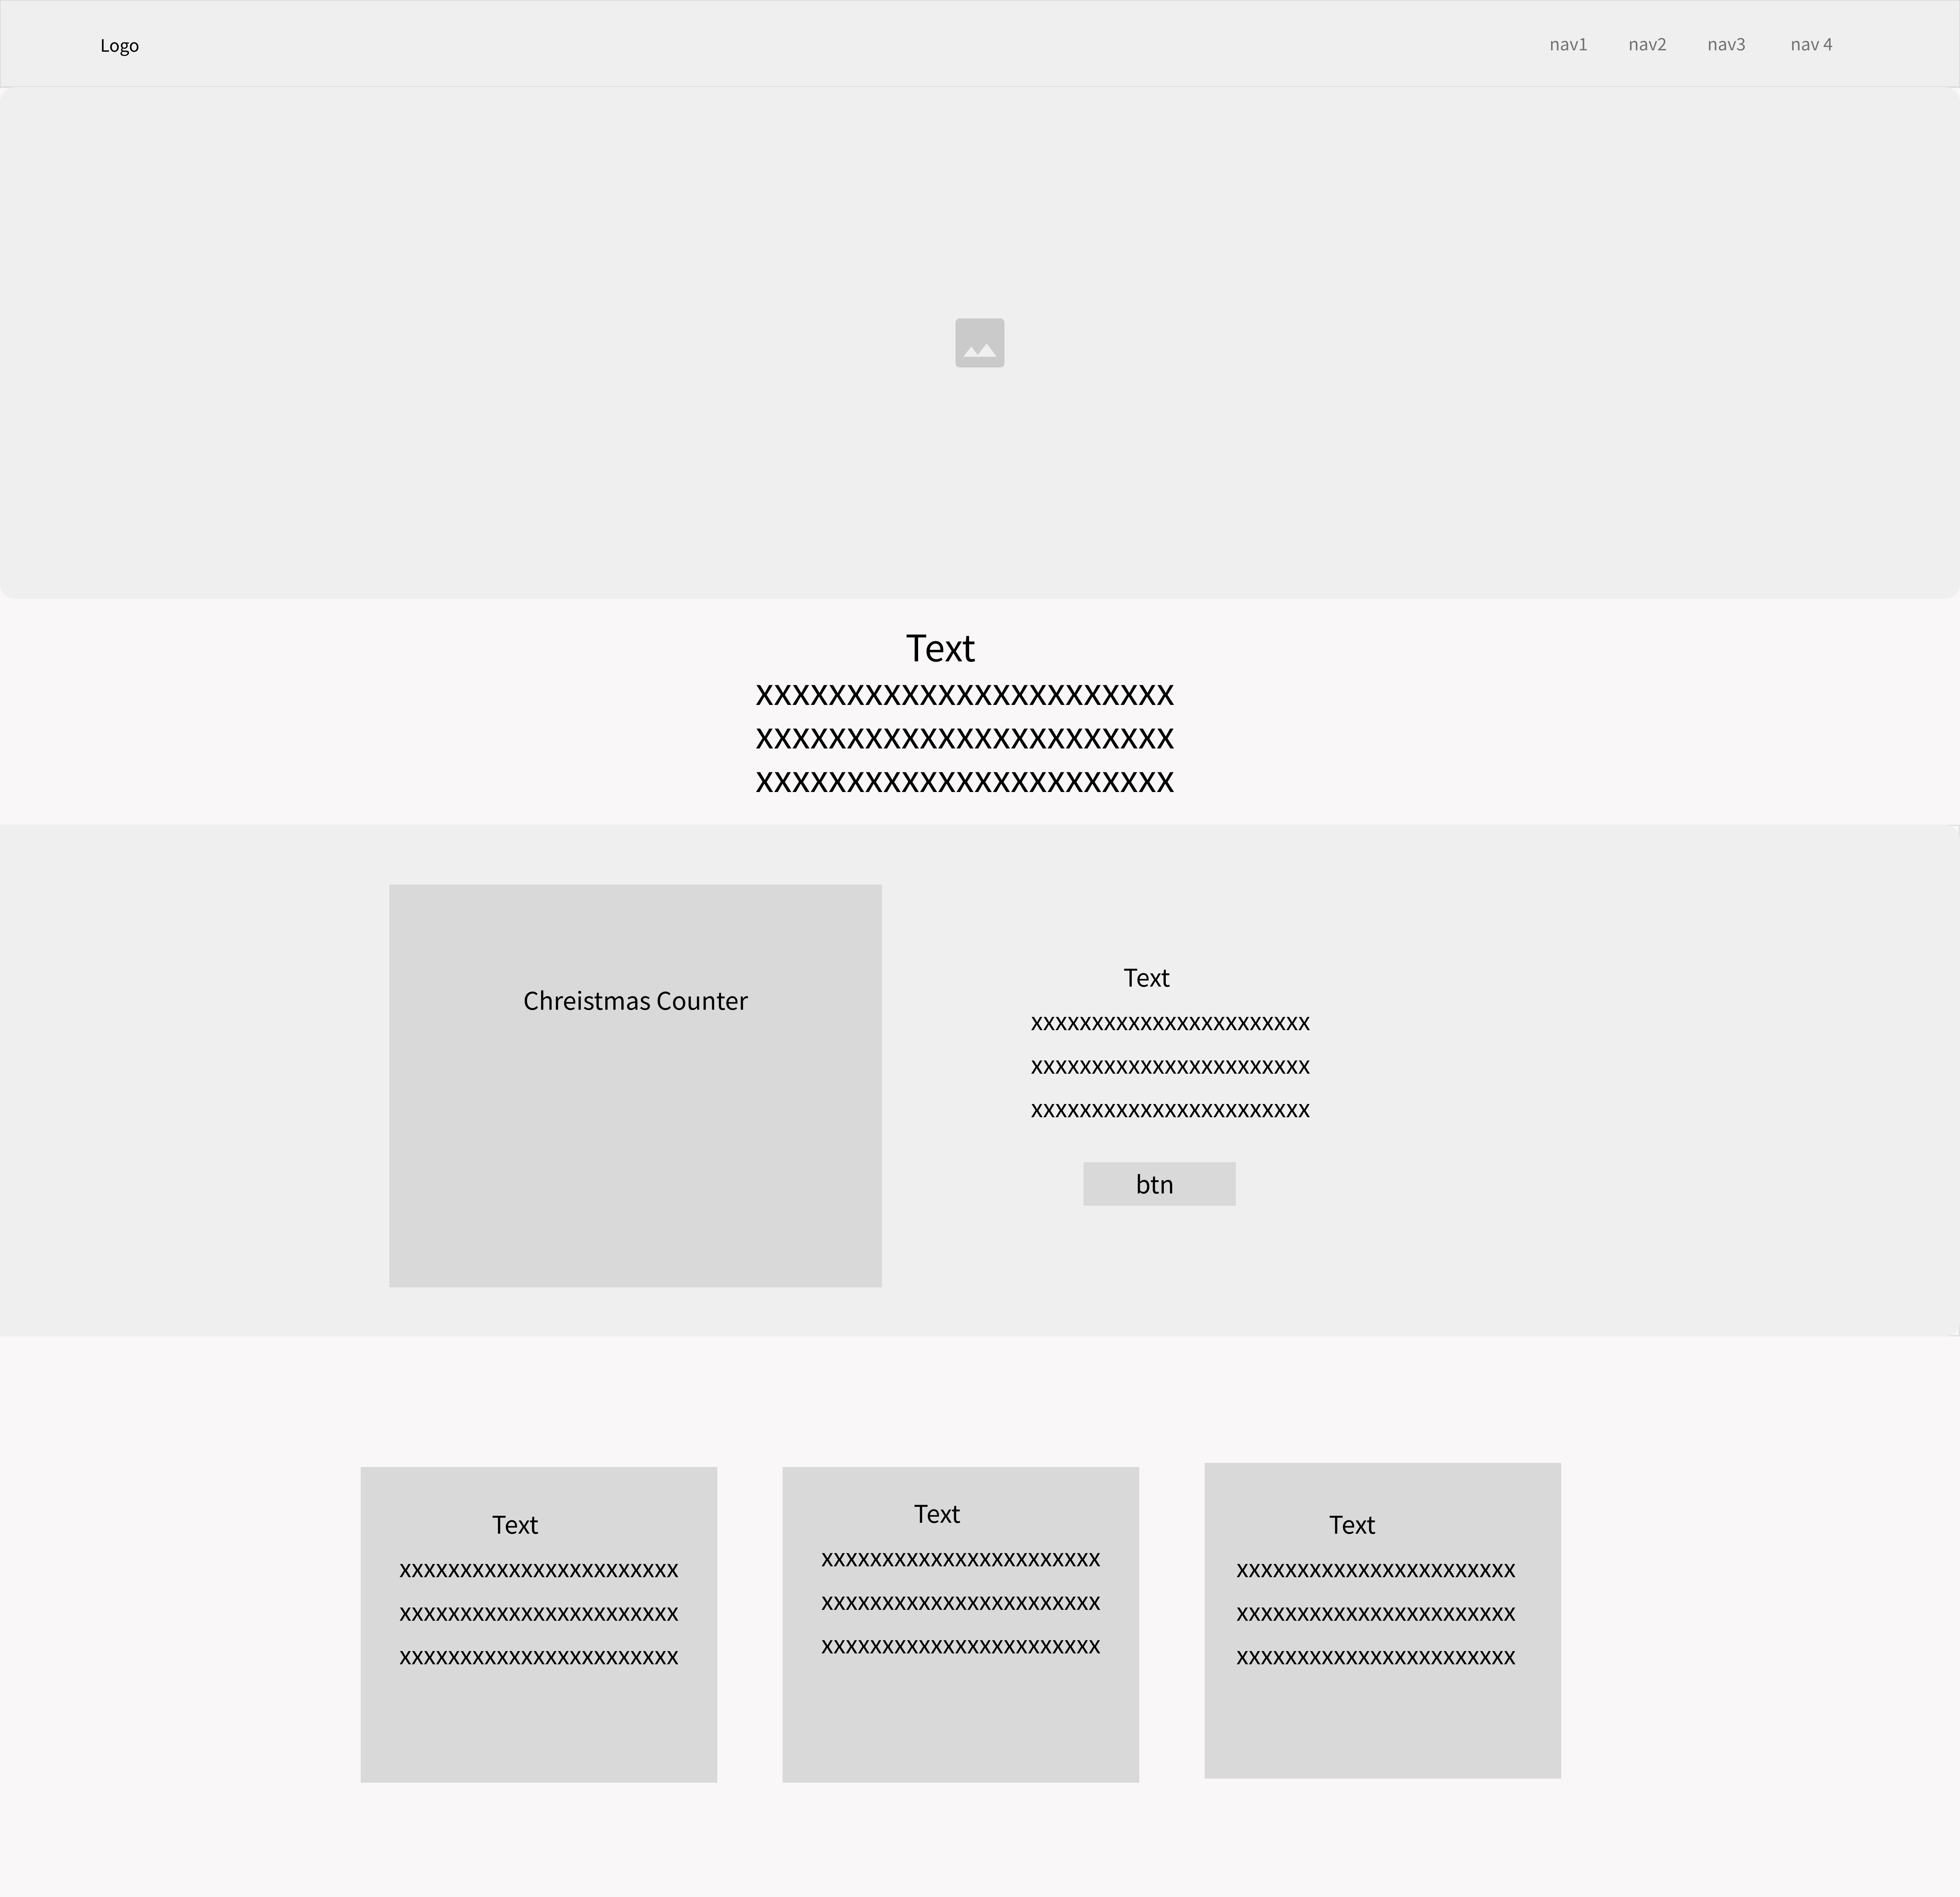 Logo
nav1 nav2 nav3 nav 4
Text
xxxxxxxxxxxxxxxxxxxxxxx
xxxxxxxxxxxxxxxxxxxxxxx
xxxxxxxxxxxxxxxxxxxxxxx
Chreistmas Counter
Text
xxxxxxxxxxxxxxxxxxxxxxx
xxxxxxxxxxxxxxxxxxxxxxx
xxxxxxxxxxxxxxxxxxxxxxx
btn
Text
xxxxxxxxxxxxxxxxxxxxxxx
xxxxxxxxxxxxxxxxxxxxxxx
xxxxxxxxxxxxxxxxxxxxxxx
Text
xxxxxxxxxxxxxxxxxxxxxxx
xxxxxxxxxxxxxxxxxxxxxxx
xxxxxxxxxxxxxxxxxxxxxxx
Text
xxxxxxxxxxxxxxxxxxxxxxx
xxxxxxxxxxxxxxxxxxxxxxx
xxxxxxxxxxxxxxxxxxxxxxx